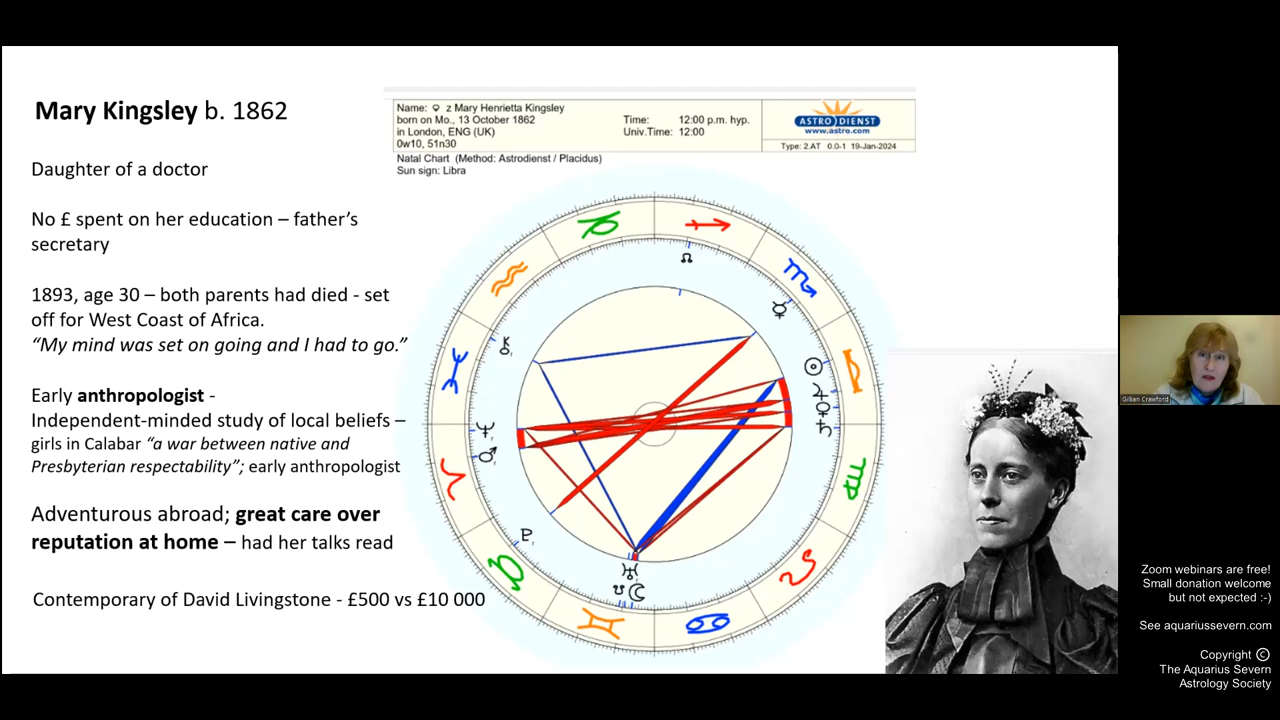 Mary Kingsley b. 1862
Daughter of a doctor
No £ spent on her education – father’s
secretary
1893, age 30 – both parents had died - set
off for West Coast of Africa.
“My mind was set on going and I had to go.”
Early anthropologist -
Independent-minded study of local beliefs –
girls in Calabar “a war between native and
Presbyterian respectability”; early anthropologist
Adventurous abroad; great care over
reputation at home – had her talks read
Contemporary of David Livingstone - £500 vs £10 000
Name: ♀ z Mary Henrietta Kingsley
born on Mo., 13 October 1862
in London, ENG (UK)
0w10, 51n30
Time: 12:00 p.m. hyp.
Univ.Time: 12:00
ASTRO DIENST
www.astro.com
Type: 2.AT 0.0-1 19-Jan-2024
Natal Chart (Method: Astrodienst / Placidus)
Sun sign: Libra
Gillian Crawford
Zoom webinars are free!
Small donation welcome
but not expected :-)
See aquariussevern.com
Copyright ©
The Aquarius Severn
Astrology Society